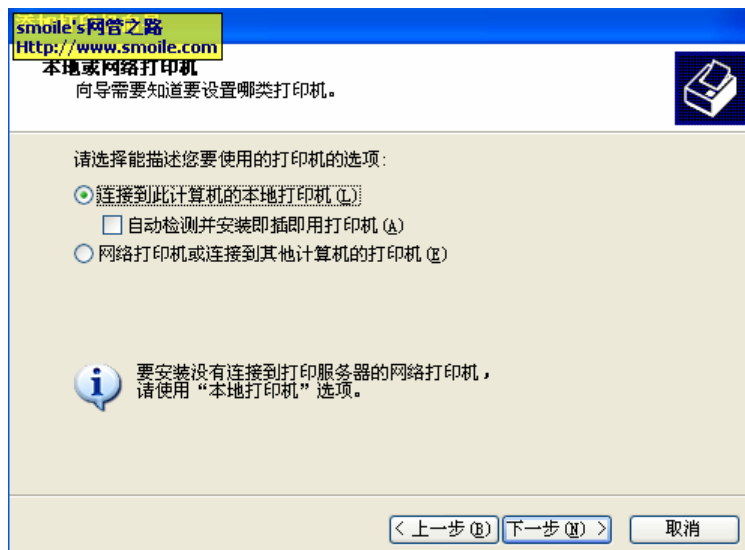 smoile's网管之路
Http://www.smoile.com
本地或网络打印机
向导需要知道要设置哪类打印机。
请选择能描述您要使用的打印机的选项:
连接到此计算机的本地打印机(L)
自动检测并安装即插即用打印机(A)
网络打印机或连接到其他计算机的打印机(E)
要安装没有连接到打印服务器的网络打印机，
请使用“本地打印机”选项。
< 上一步(B) 下一步(N) > 取消